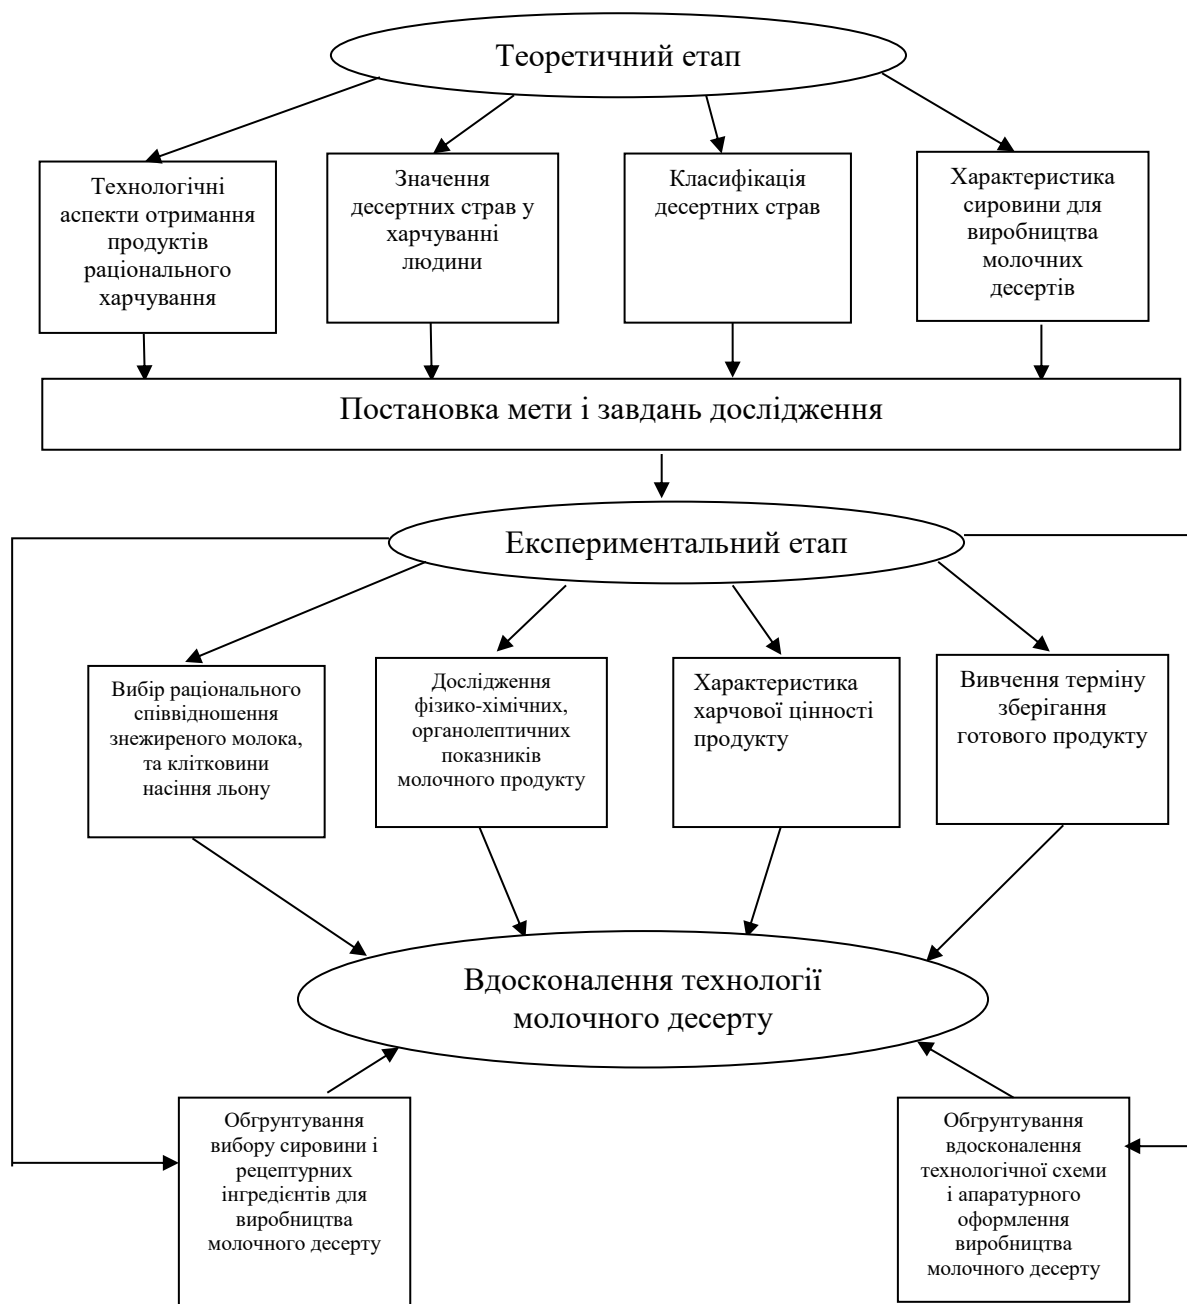 Теоретичний етап
Технологічні
аспекти отримання
продуктів
раціонального
харчування
Значення
десертних страв у
харчуванні
людини
Класифікація
десертних страв
Характеристика
сировини для
виробництва
молочних
десертів
Постановка мети і завдань дослідження
Експериментальний етап
Вибір раціонального
співвідношення
знежиреного молока,
та клітковини
насіння льону
Дослідження
фізико-хімічних,
органолептичних
показників
молочного продукту
Характеристика
харчової цінності
продукту
Вивчення терміну
зберігання
готового продукту
Вдосконалення технології
молочного десерту
Обгрунтування
вибору сировини і
рецептурних
інгредієнтів для
виробництва
молочного десерту
Обгрунтування
вдосконалення
технологічної схеми
і апаратурного
оформлення
виробництва
молочного десерту